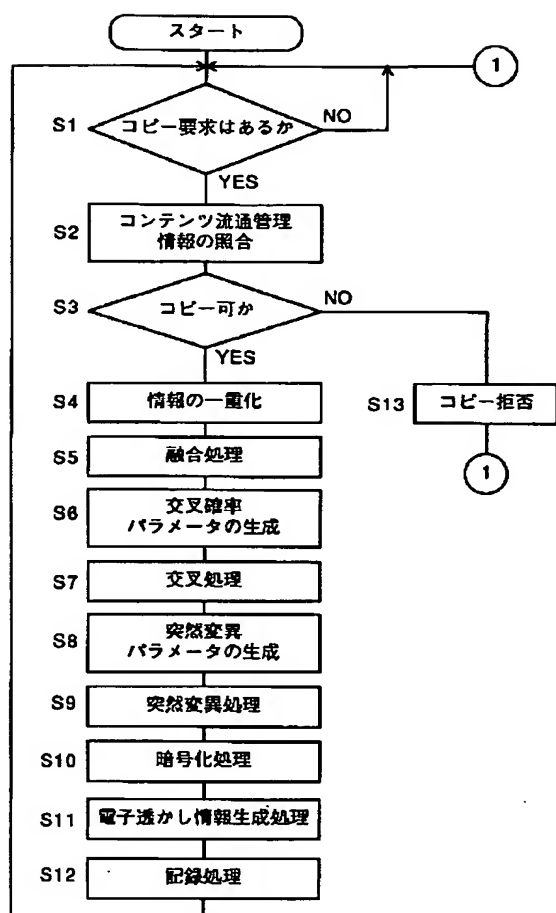 スタート
1
S1
コピー要求はあるか
NO
YES
S2
コンテンツ流通管理
情報の照合
S3
コピー可か
NO
YES
S4
情報の一重化
S13
コピー拒否
1
S5
融合処理
S6
交叉確率
パラメータの生成
S7
交叉処理
S8
突然変異
パラメータの生成
S9
突然変異処理
S10
暗号化処理
S11
電子透かし情報生成処理
S12
記録処理